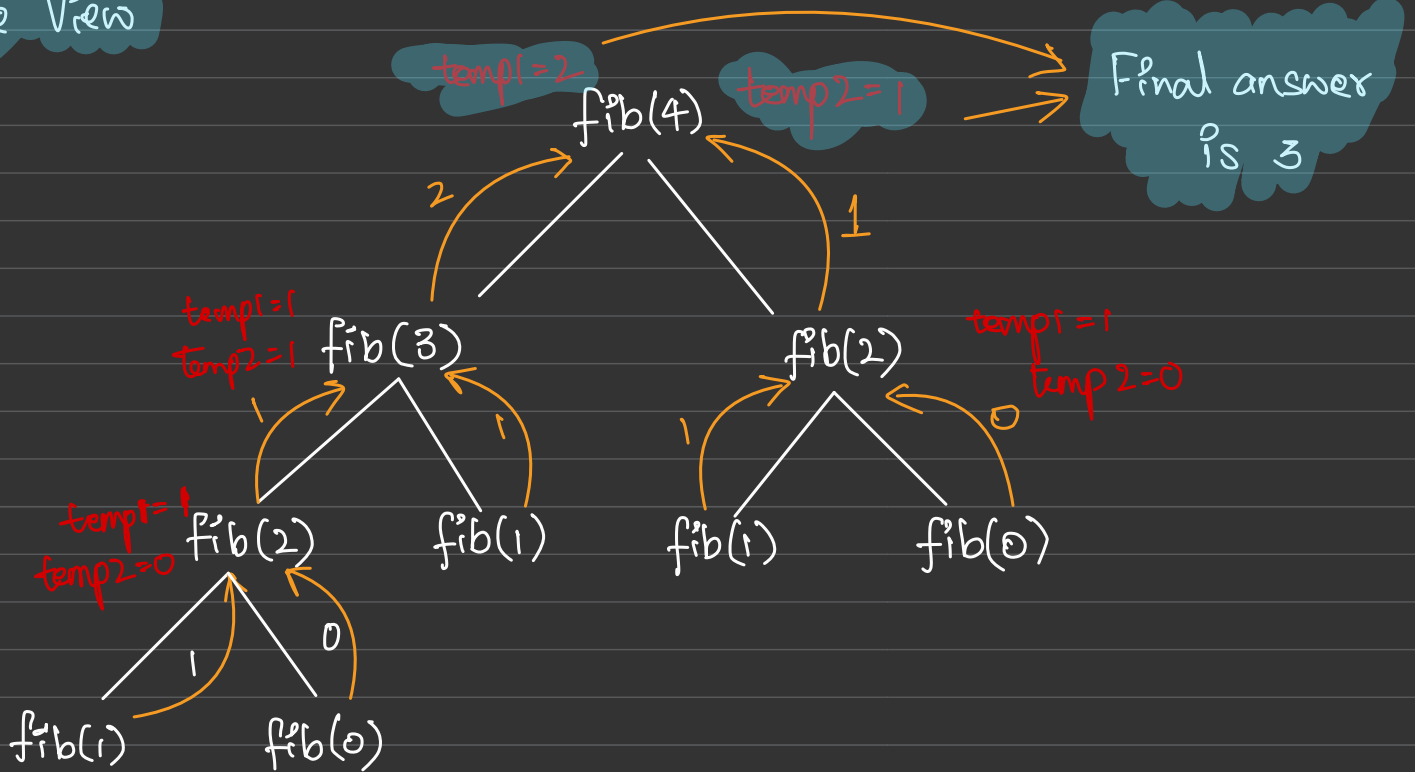 e View
temp1=2
temp2=1
Final answer
is 3
fib(4)
2
1
temp1=1
temp2=1
fib(3)
fib(2)
temp1=1
temp2=0
1
1
1
0
temp1=1
temp2=0
fib(2)
fib(1)
fib(1)
fib(0)
1
0
fib(1)
fib(0)